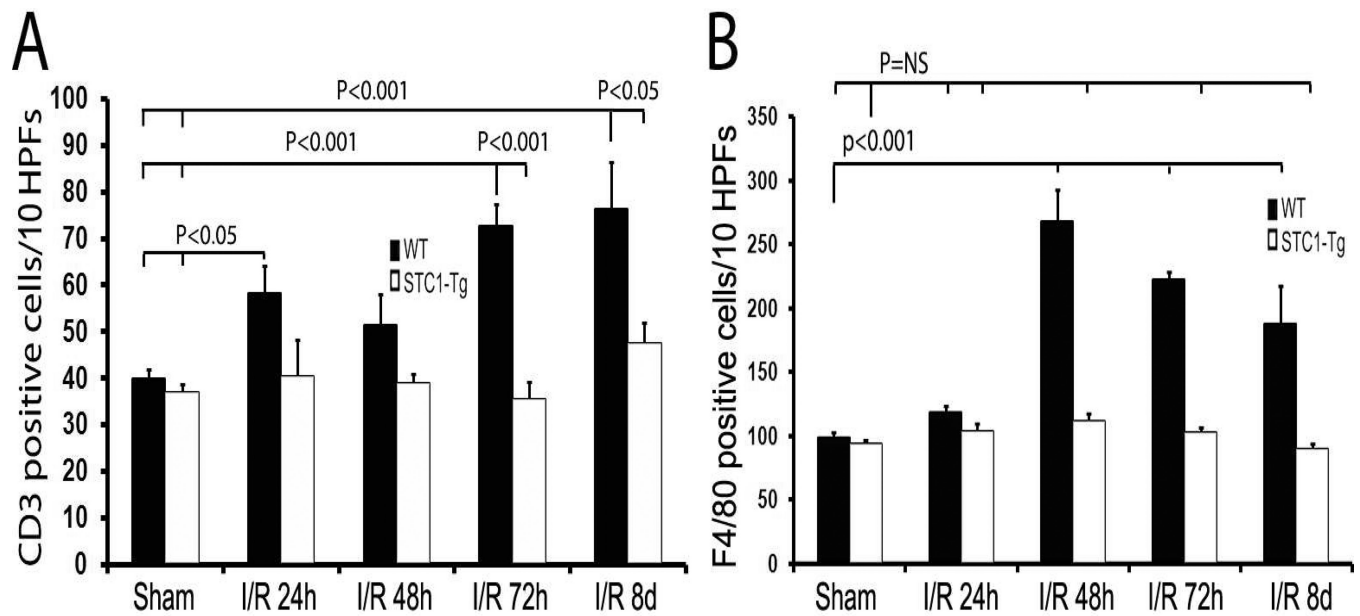 A
P<0.001
P<0.05
P<0.001
P<0.001
P<0.05
WT
STC1-Tg
CD3 positive cells/10 HPFs
100
90
80
70
60
50
40
30
20
10
0
Sham
I/R 24h
I/R 48h
I/R 72h
I/R 8d
B
P=NS
p<0.001
WT
STC1-Tg
F4/80 positive cells/10 HPFs
350
300
250
200
150
100
50
0
Sham
I/R 24h
I/R 48h
I/R 72h
I/R 8d